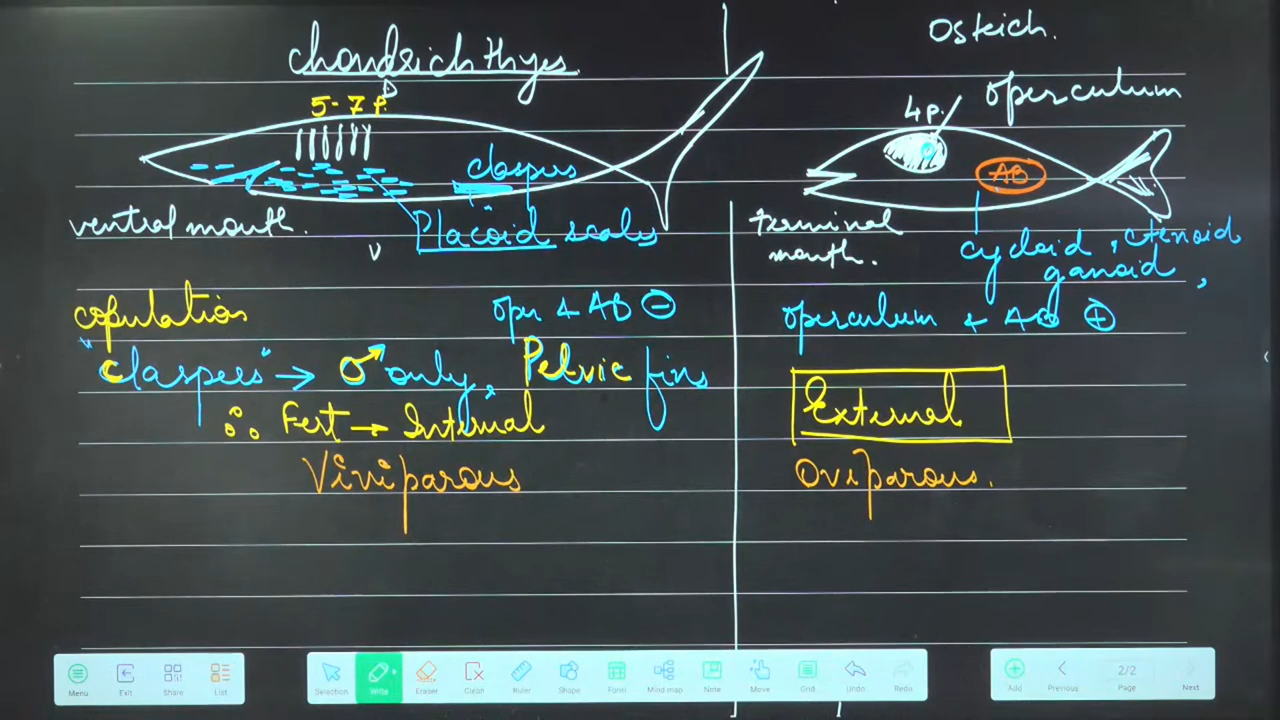 chondrichthyes
Osteich.
D
5-7 p.
4 p.
operculum
claspers
AB
ventral mouth.
Placoid scales
V
terminal mouth.
cycloid, ctenoid,
ganoid
copulation
oper + AB ⊖
operculum + AB ⊕
"claspers" → ♂ only, Pelvic fins
∴ Fert → Internal
External
Viviparous
Oviparous.
Menu
Exit
Share
List
Selection
Write
Eraser
Clean
Ruler
Shape
Form
Mind map
Note
Move
Grid
Undo
Redo
Add
Previous
2/2
Page
Next